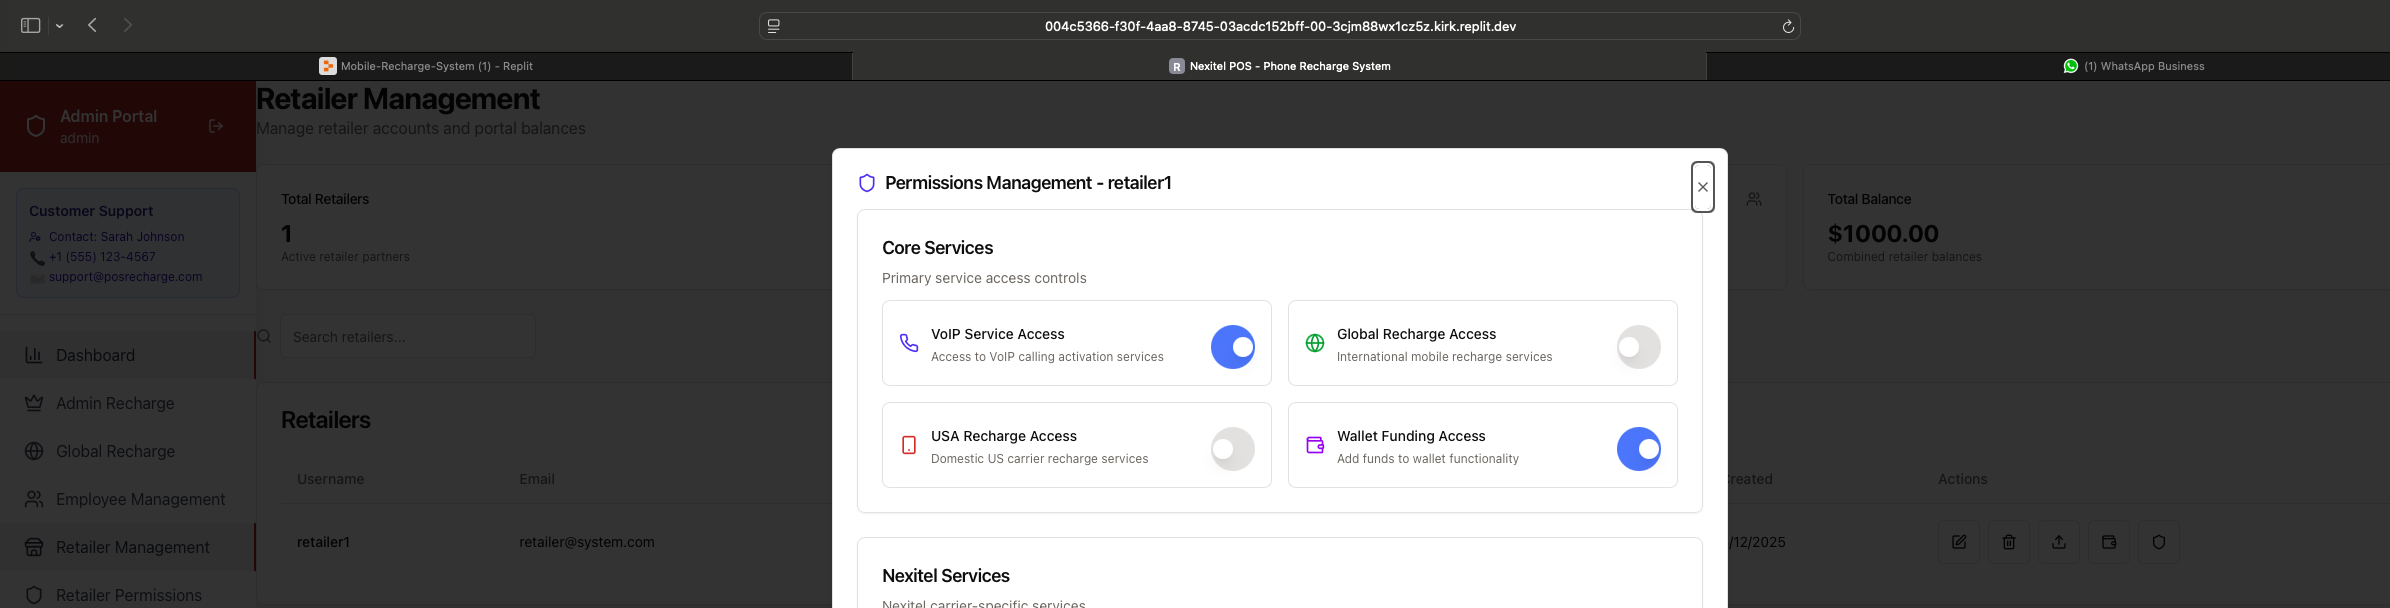 004c5366-f30f-4aa8-8745-03acdc152bff-00-3cjm88wx1cz5z.kirk.replit.dev
Mobile-Recharge-System (1) - Replit
R Nexitel POS - Phone Recharge System
(1) WhatsApp Business
Admin Portal
admin
Customer Support
Contact: Sarah Johnson
+1 (555) 123-4567
support@posrecharge.com
Dashboard
Admin Recharge
Global Recharge
Employee Management
Retailer Management
Retailer Permissions
Retailer Management
Manage retailer accounts and portal balances
Total Retailers
1
Active retailer partners
Total Balance
$1000.00
Combined retailer balances
Search retailers...
Retailers
Username Email Created Actions
retailer1 retailer@system.com /12/2025
Permissions Management - retailer1
Core Services
Primary service access controls
VoIP Service Access
Access to VoIP calling activation services
Global Recharge Access
International mobile recharge services
USA Recharge Access
Domestic US carrier recharge services
Wallet Funding Access
Add funds to wallet functionality
Nexitel Services
Nexitel carrier-specific services